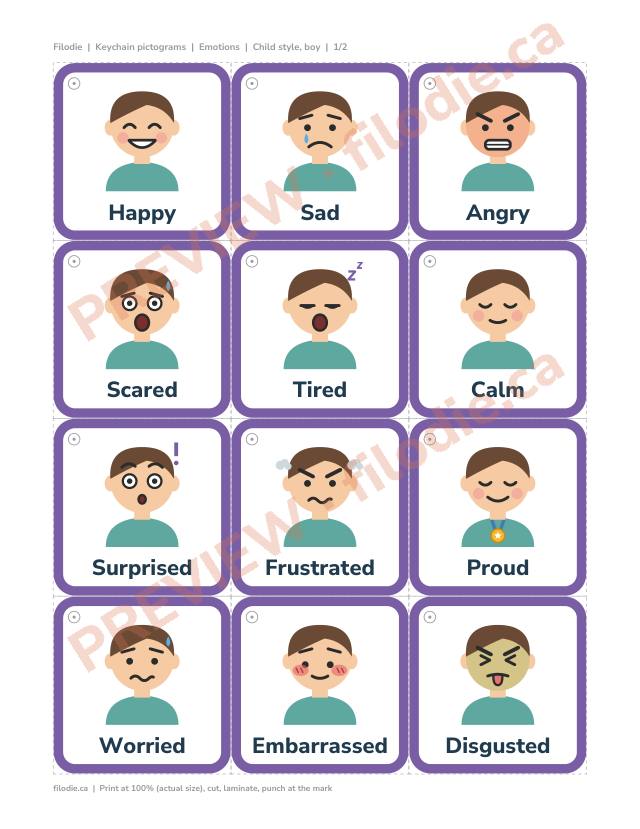 Filodie | Keychain pictograms | Emotions | Child style, boy | 1/2
Happy
Sad
Angry
Scared
z z
Tired
Calm
!
Surprised
Frustrated
Proud
Worried
Embarrassed
Disgusted
PREVIEW filodie.ca
PREVIEW filodie.ca
filodie.ca | Print at 100% (actual size), cut, laminate, punch at the mark